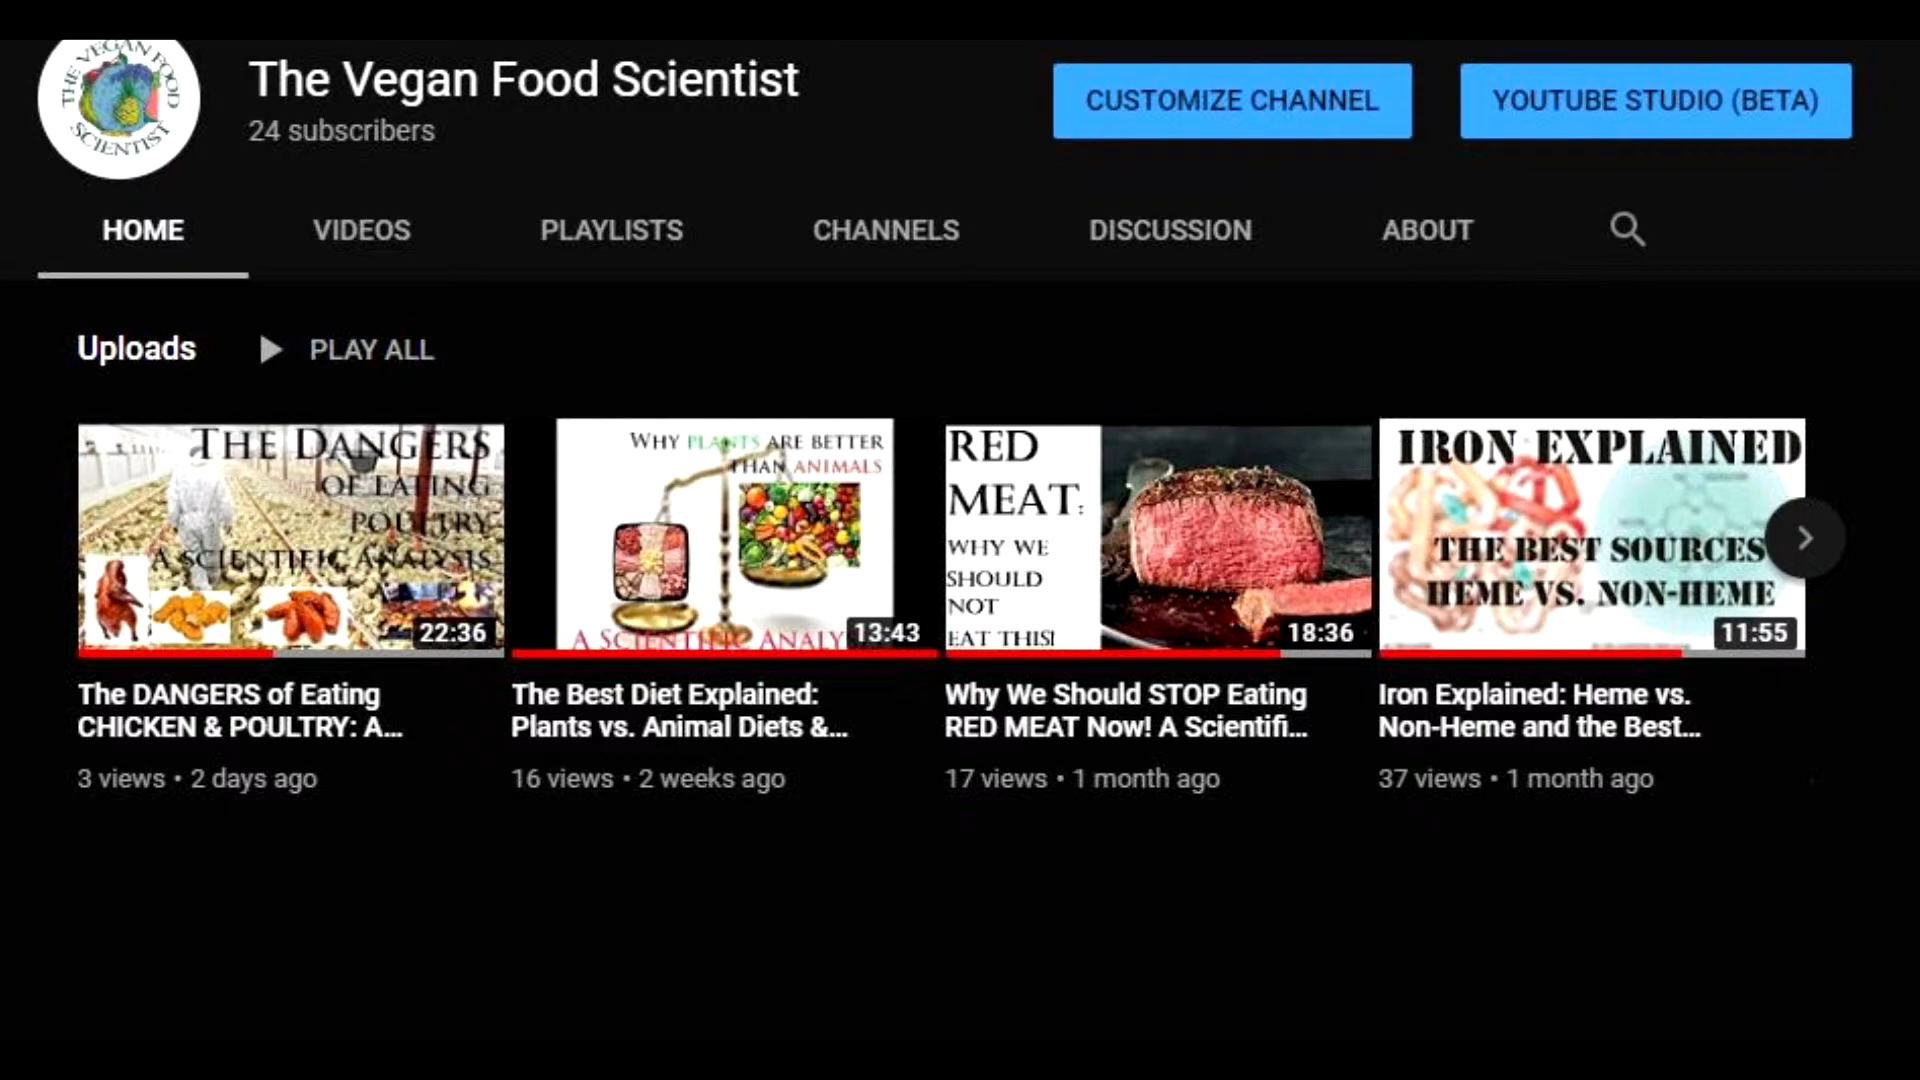 THE VEGAN FOOD
SCIENTIST
The Vegan Food Scientist
24 subscribers
CUSTOMIZE CHANNEL
YOUTUBE STUDIO (BETA)
HOME
VIDEOS
PLAYLISTS
CHANNELS
DISCUSSION
ABOUT
Uploads
PLAY ALL
THE DANGERS
OF EATING
POULTRY
A SCIENTIFIC ANALYSIS
22:36
WHY PLANTS ARE BETTER
THAN ANIMALS
A SCIENTIFIC ANALY
13:43
RED
MEAT:
WHY WE
SHOULD
NOT
EAT THIS!
18:36
IRON EXPLAINED
THE BEST SOURCES
HEME VS. NON-HEME
11:55
The DANGERS of Eating
CHICKEN & POULTRY: A...
3 views • 2 days ago
The Best Diet Explained:
Plants vs. Animal Diets &...
16 views • 2 weeks ago
Why We Should STOP Eating
RED MEAT Now! A Scientifi...
17 views • 1 month ago
Iron Explained: Heme vs.
Non-Heme and the Best...
37 views • 1 month ago